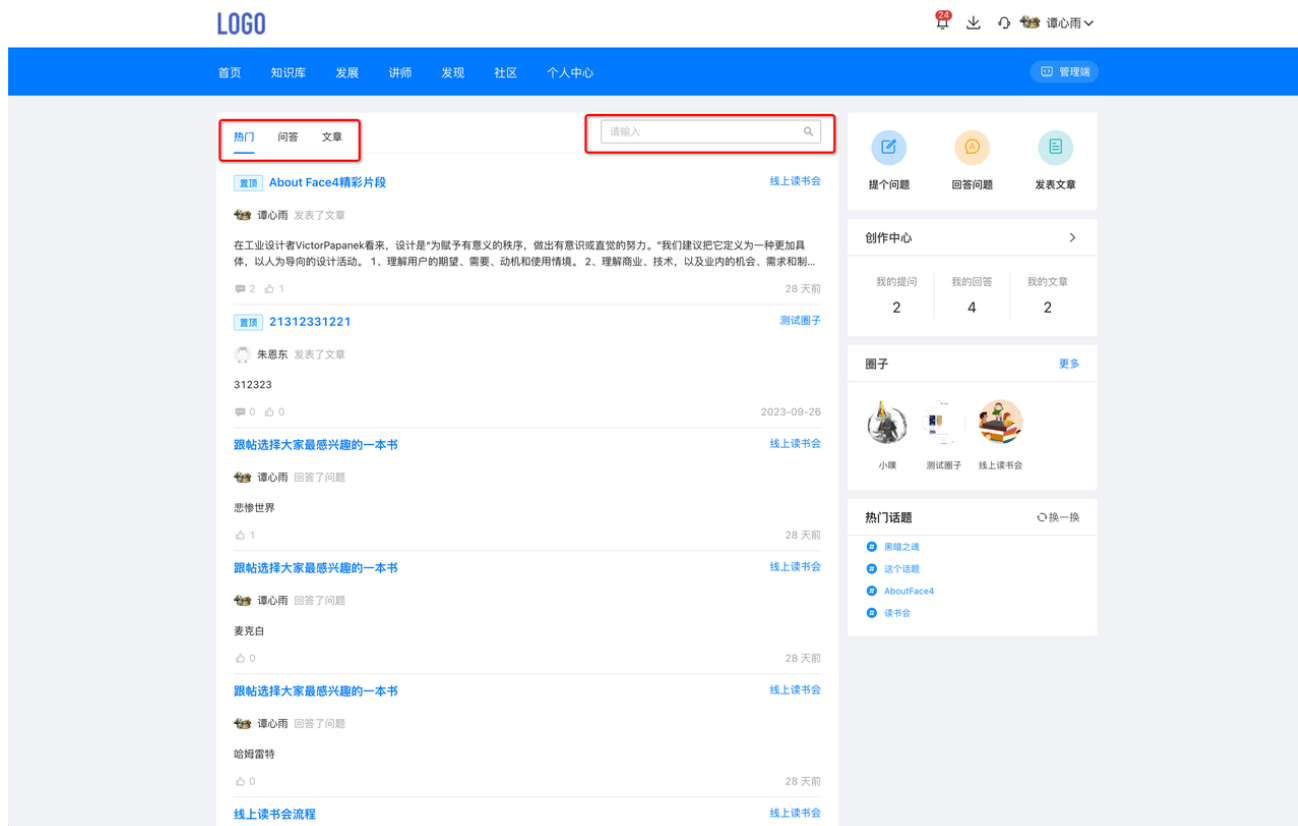 LOGO
24
谭心雨
首页 知识库 发展 讲师 发现 社区 个人中心
管理端
热门 问答 文章
请输入
置顶 About Face4精彩片段 线上读书会
谭心雨 发表了文章
在工业设计者VictorPapanek看来，设计是“为赋予有意义的秩序，做出有意识或直觉的努力。”我们建议把它定义为一种更加具
体，以人为导向的设计活动。 1、理解用户的期望、需要、动机和使用情境。 2、理解商业、技术，以及业内的机会、需求和制...
2 1 28 天前
置顶 21312331221 测试圈子
朱恩东 发表了文章
312323
0 0 2023-09-26
跟帖选择大家最感兴趣的一本书 线上读书会
谭心雨 回答了问题
悲惨世界
1 28 天前
跟帖选择大家最感兴趣的一本书 线上读书会
谭心雨 回答了问题
麦克白
0 28 天前
跟帖选择大家最感兴趣的一本书 线上读书会
谭心雨 回答了问题
哈姆雷特
0 28 天前
线上读书会流程 线上读书会
提个问题 回答问题 发表文章
创作中心
我的提问 我的回答 我的文章
2 4 2
圈子 更多
小噗 测试圈子 线上读书会
热门话题 换一换
# 黑暗之魂
# 这个话题
# AboutFace4
# 读书会